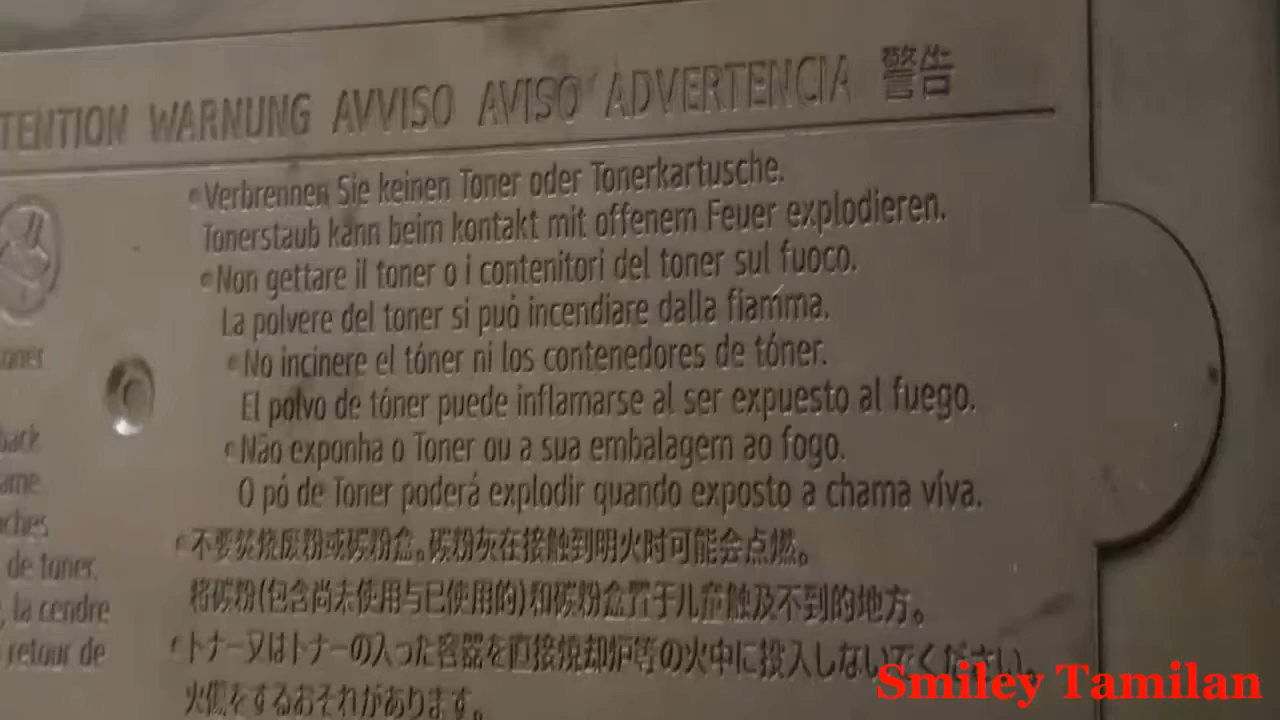 TENTION WARNUNG AVVISO AVISO ADVERTENCIA 警告
Verbrennen Sie keinen Toner oder Tonerkartusche.
Tonerstaub kann beim kontakt mit offenem Feuer explodieren.
Non gettare il toner o i contenitori del toner sul fuoco.
La polvere del toner si può incendiare dalla fiamma.
No incinere el tóner ni los contenedores de tóner.
El polvo de tóner puede inflamarse al ser expuesto al fuego.
Não exponha o Toner ou a sua embalagem ao fogo.
O pó de Toner poderá explodir quando exposto a chama víva.
不要焚烧废粉或碳粉盒。碳粉灰在接触到明火时可能会点燃。
将碳粉(包含尚未使用与已使用的)和碳粉盒置于儿童触及不到的地方。
トナー又はトナーの入った容器を直接焼却炉等の火中に投入しないでください。
火傷をするおそれがあります。
oner
back
ame.
ches
de toner.
, la cendre
retour de
Smiley Tamilan